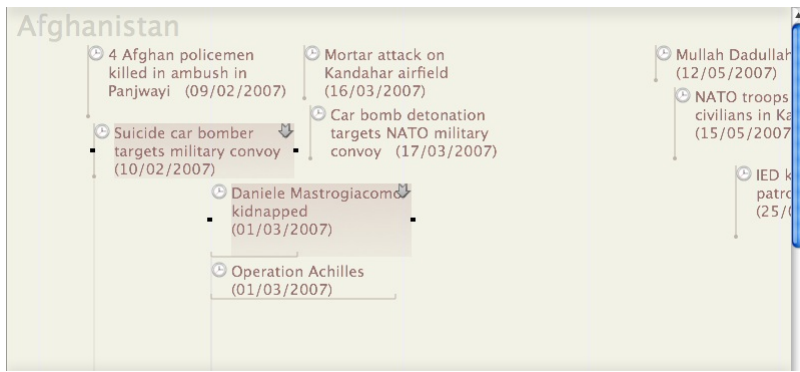 Afghanistan
4 Afghan policemen
killed in ambush in
Panjwayi (09/02/2007)
Mortar attack on
Kandahar airfield
(16/03/2007)
Mullah Dadullah
(12/05/2007)
NATO troops
civilians in
(15/05/2007
Car bomb detonation
targets NATO military
convoy (17/03/2007)
Suicide car bomber
targets military convoy
(10/02/2007)
IED
(25/
Daniele Mastrogiacomo
kidnapped
(01/03/2007)
Operation Achilles
(01/03/2007)